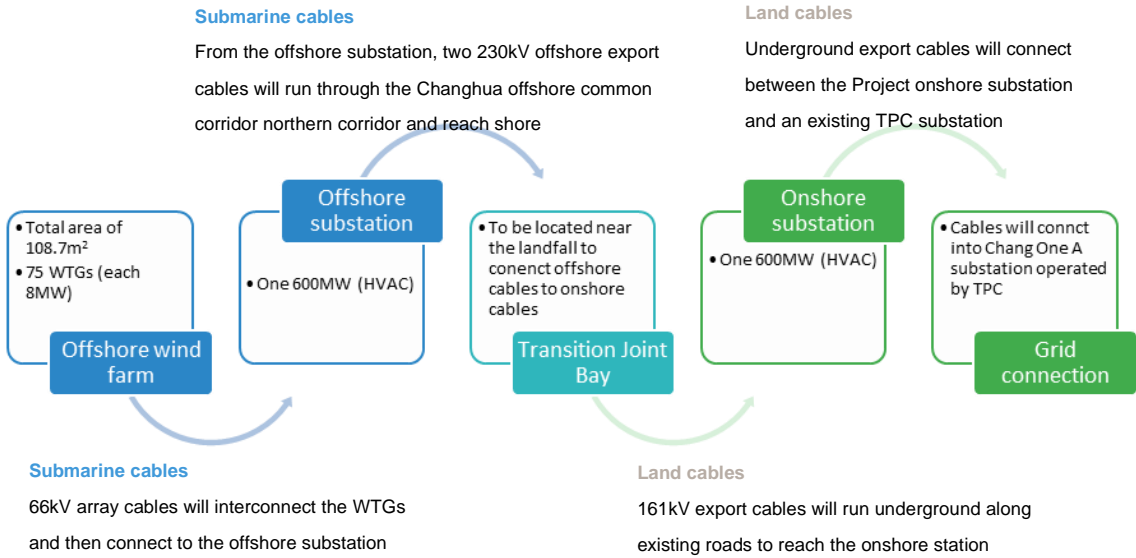 Submarine cables
From the offshore substation, two 230kV offshore export
cables will run through the Changhua offshore common
corridor northern corridor and reach shore
Land cables
Underground export cables will connect
between the Project onshore substation
and an existing TPC substation
• Total area of
108.7m²
• 75 WTGs (each
8MW)
Offshore wind
farm
Offshore
substation
• One 600MW (HVAC)
• To be located near
the landfall to
conenct offshore
cables to onshore
cables
Transition Joint
Bay
Onshore
substation
• One 600MW (HVAC)
• Cables will connct
into Chang One A
substation operated
by TPC
Grid
connection
Submarine cables
66kV array cables will interconnect the WTGs
and then connect to the offshore substation
Land cables
161kV export cables will run underground along
existing roads to reach the onshore station